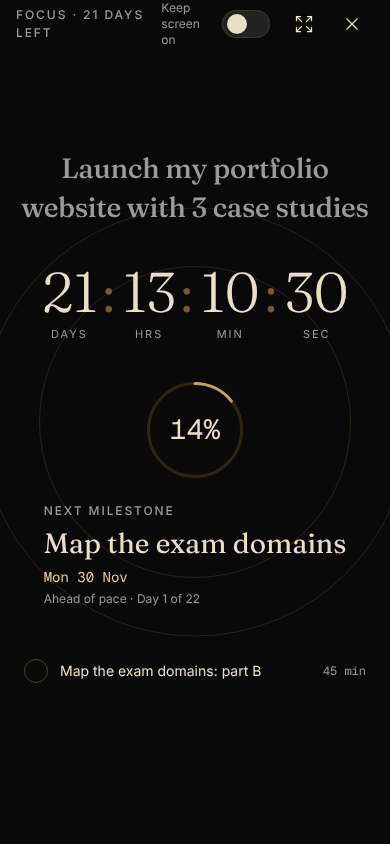 FOCUS · 21 DAYS
LEFT
Keep
screen
on
Launch my portfolio
website with 3 case studies
21:13:10:30
DAYS HRS MIN SEC
14%
NEXT MILESTONE
Map the exam domains
Mon 30 Nov
Ahead of pace · Day 1 of 22
Map the exam domains: part B 45 min